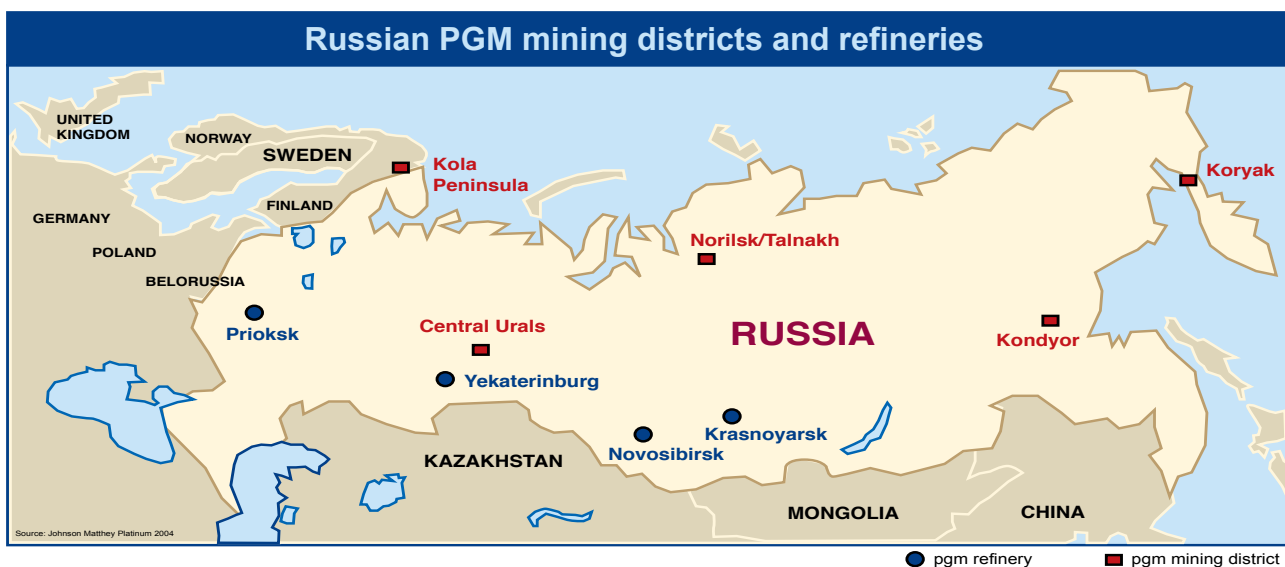 Russian PGM mining districts and refineries
UNITED
KINGDOM
NORWAY
SWEDEN
Kola
Peninsula
Koryak
FINLAND
GERMANY
POLAND
Norilsk/Talnakh
BELORUSSIA
Prioksk
Central Urals
RUSSIA
Kondyor
Yekaterinburg
Krasnoyarsk
Novosibirsk
KAZAKHSTAN
MONGOLIA
CHINA
Source: Johnson Matthey Platinum 2004
pgm refinery
pgm mining district